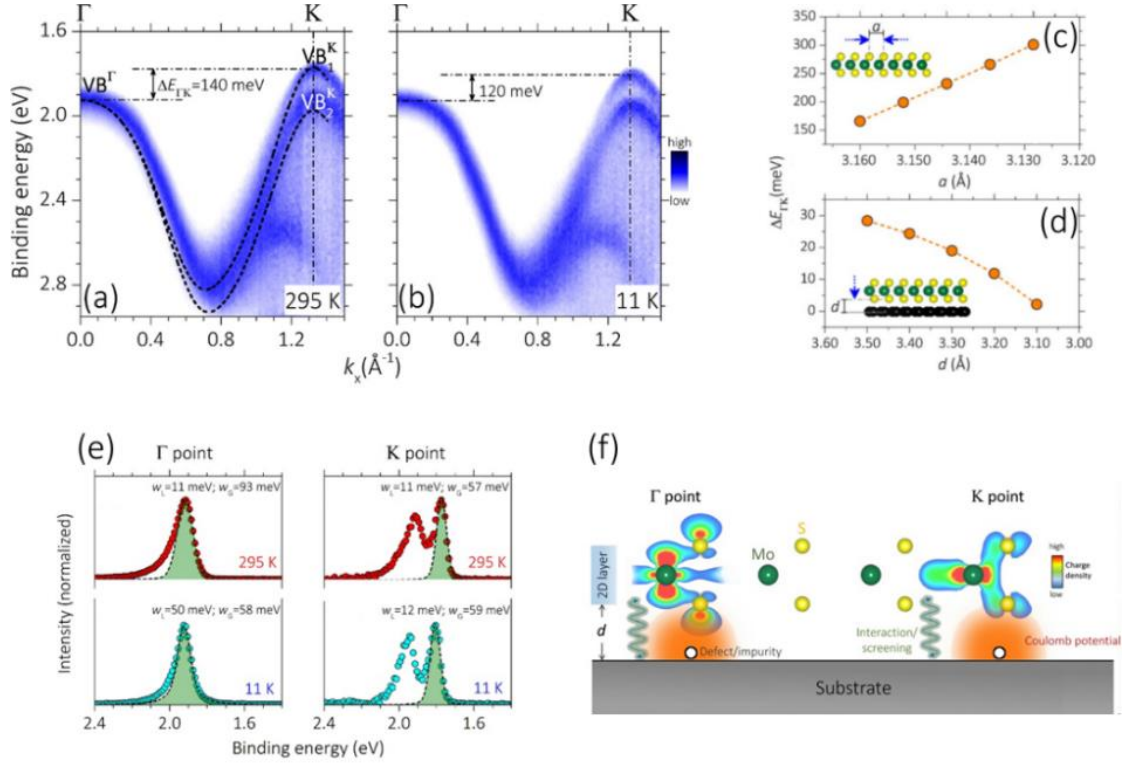 Γ K
1.6
2.0
2.4
2.8
Binding energy (eV)
VB^Γ
VB₁^K
VB₂^K
ΔE_ΓK=140 meV
(a)
295 K
0.0 0.4 0.8 1.2
Γ K
120 meV
(b)
11 K
0.0 0.4 0.8 1.2
k_x(Å⁻¹)
high
low
350
300
250
200
150
a
(c)
3.160 3.150 3.140 3.130 3.120
a (Å)
ΔE_ΓK(meV)
30
20
10
0
d
(d)
3.60 3.50 3.40 3.30 3.20 3.10 3.00
d (Å)
(e)
Γ point
K point
w_L=11 meV; w_G=93 meV
295 K
w_L=11 meV; w_G=57 meV
295 K
w_L=50 meV; w_G=58 meV
11 K
w_L=12 meV; w_G=59 meV
11 K
Intensity (normalized)
2.4 2.0 1.6
2.4 2.0 1.6
Binding energy (eV)
(f)
Γ point
K point
S
Mo
high
Charge
density
low
2D layer
d
Defect/impurity
Interaction/
screening
Coulomb potential
Substrate